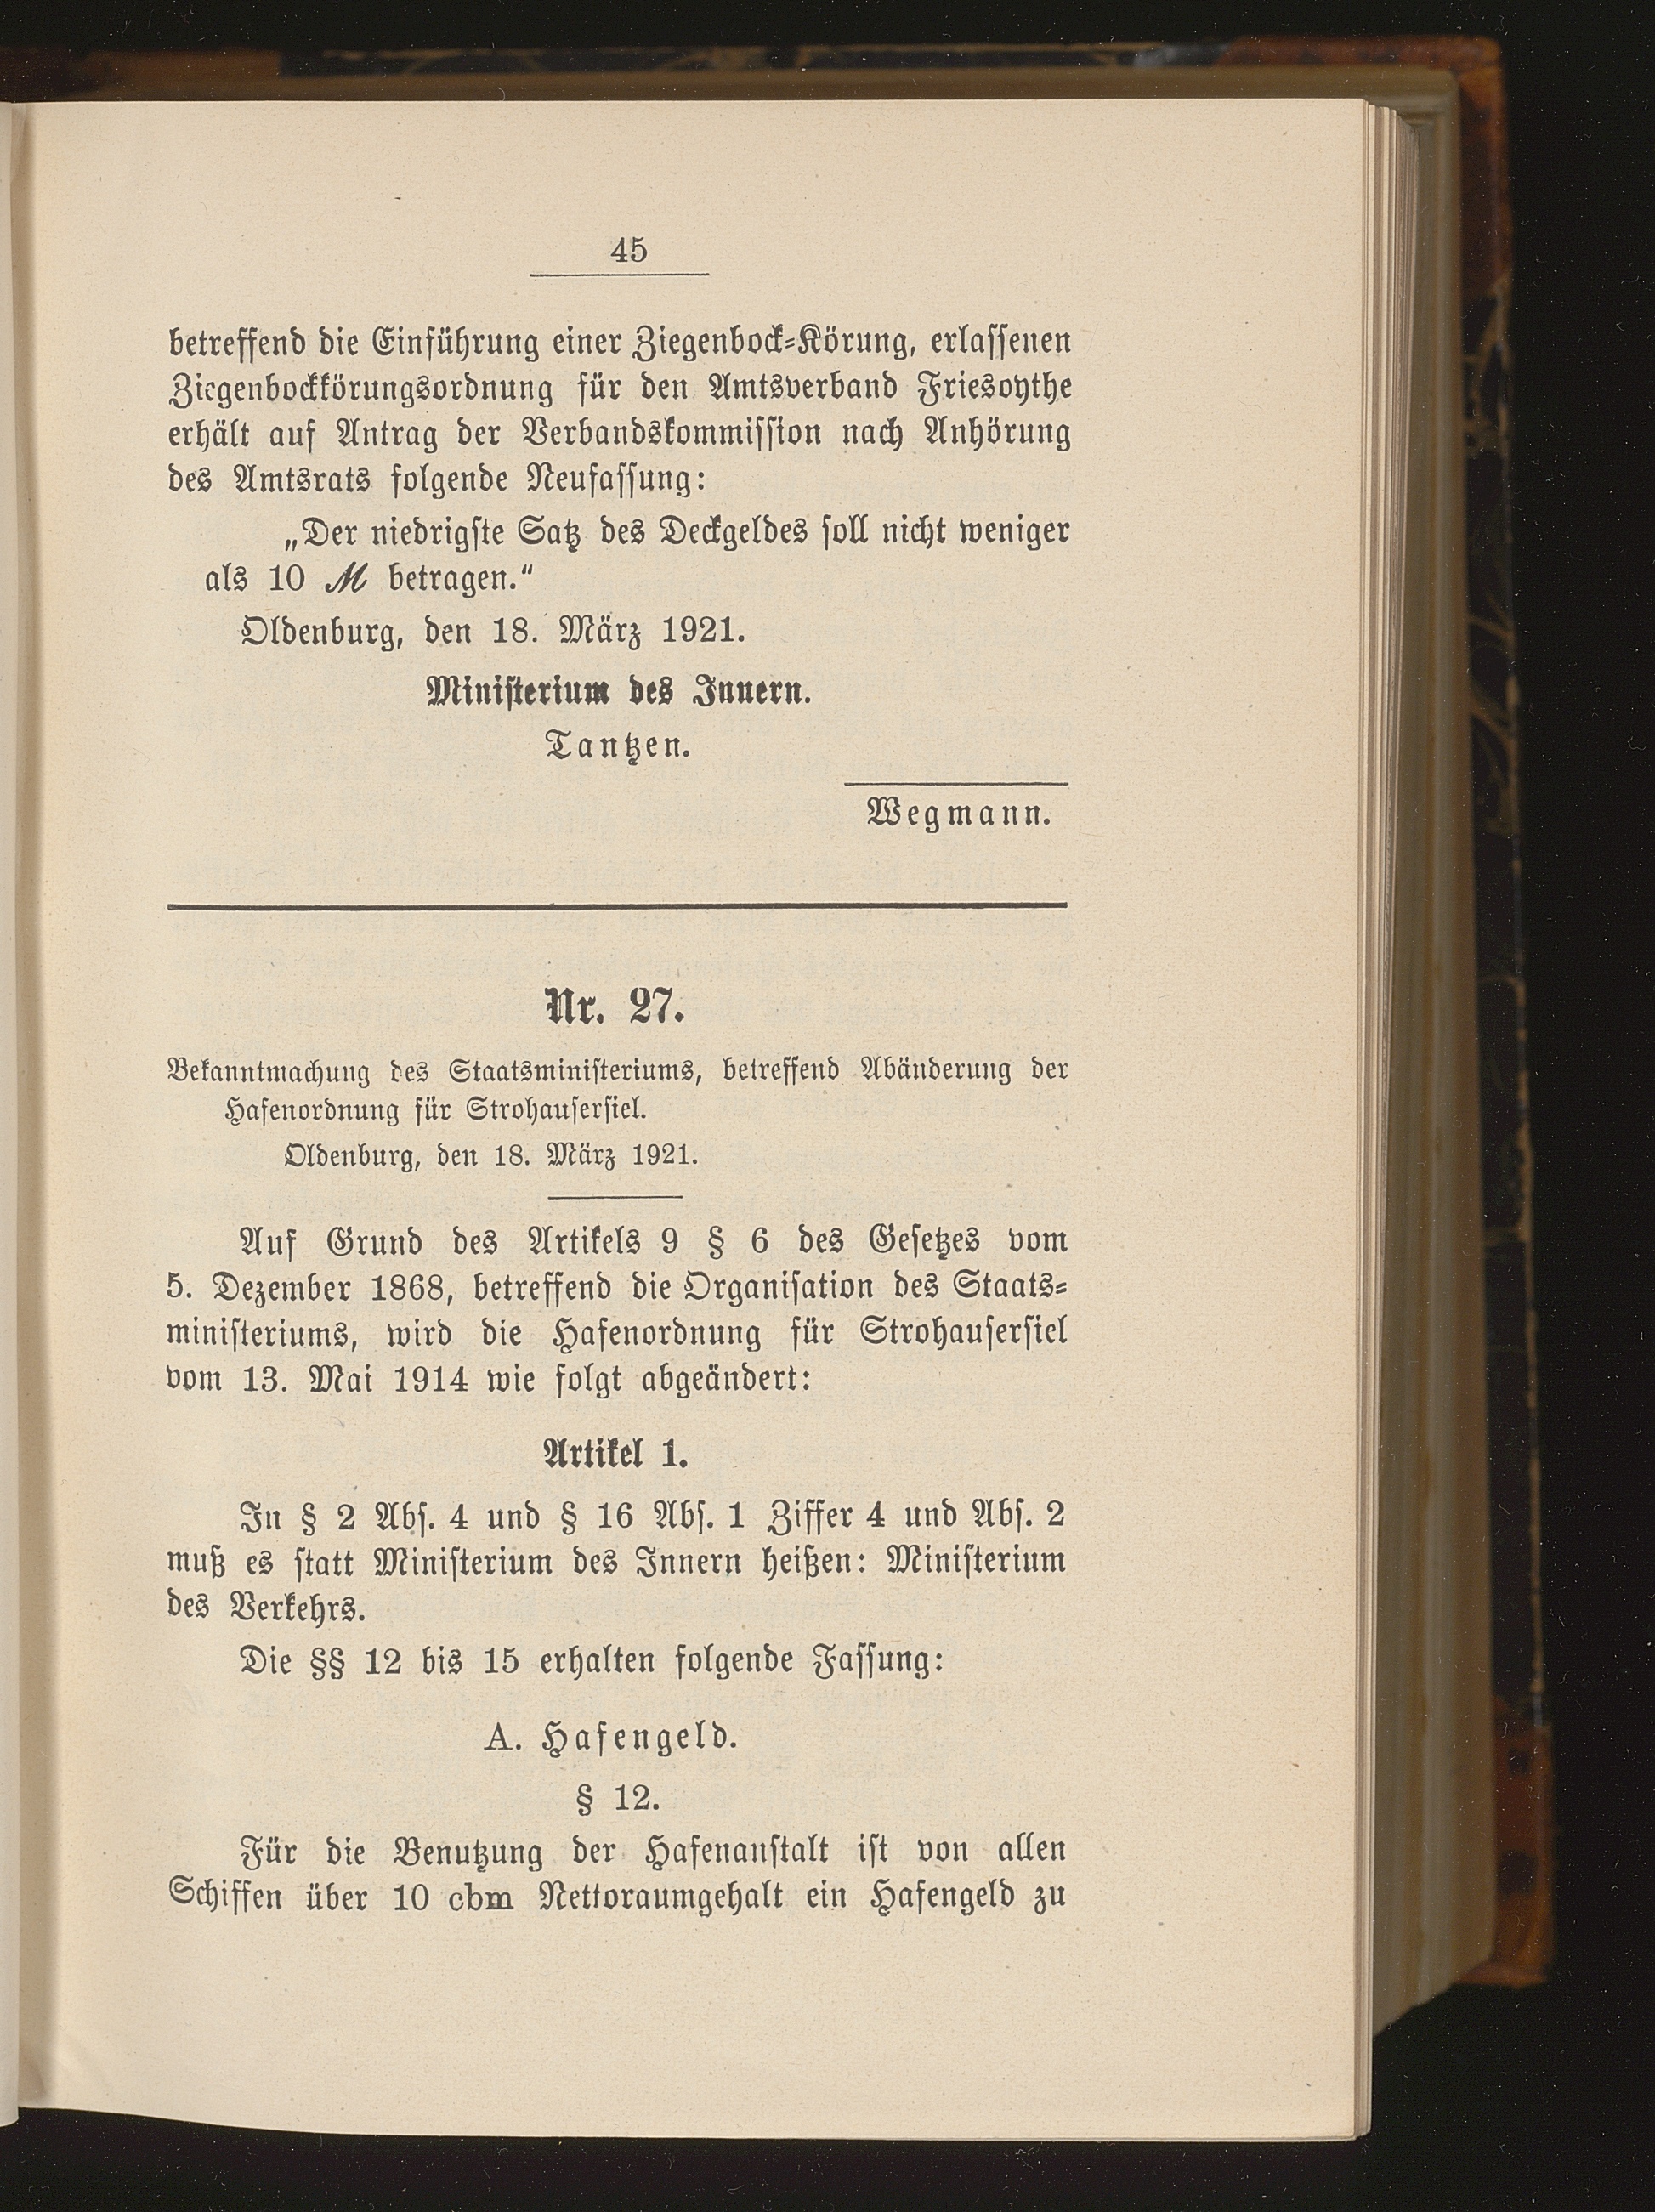 45
betreffend die Einführung einer Ziegenbock-Körung, erlassenen
Ziegenbockkörungsordnung für den Amtsverband Friesoythe
erhält auf Antrag der Verbandskommission nach Anhörung
des Amtsrats folgende Neufassung:
„Der niedrigste Satz des Deckgeldes soll nicht weniger
als 10 ℳ betragen.“
Oldenburg, den 18. März 1921.
Ministerium des Innern.
Tantzen.
Wegmann.
Nr. 27.
Bekanntmachung des Staatsministeriums, betreffend Abänderung der
Hafenordnung für Strohausersiel.
Oldenburg, den 18. März 1921.
Auf Grund des Artikels 9 § 6 des Gesetzes vom
5. Dezember 1868, betreffend die Organisation des Staats-
ministeriums, wird die Hafenordnung für Strohausersiel
vom 13. Mai 1914 wie folgt abgeändert:
Artikel 1.
In § 2 Abs. 4 und § 16 Abs. 1 Ziffer 4 und Abs. 2
muß es statt Ministerium des Innern heißen: Ministerium
des Verkehrs.
Die §§ 12 bis 15 erhalten folgende Fassung:
A. Hafengeld.
§ 12.
Für die Benutzung der Hafenanstalt ist von allen
Schiffen über 10 cbm Nettoraumgehalt ein Hafengeld zu